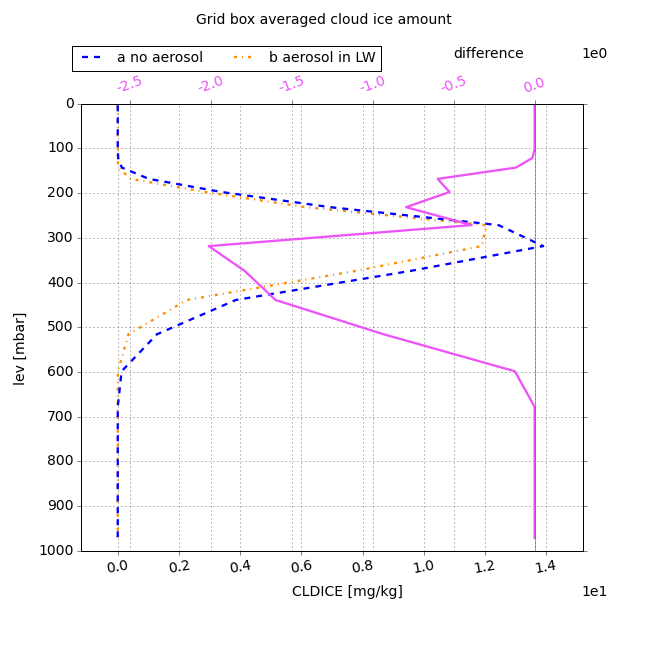 Grid box averaged cloud ice amount
a no aerosol b aerosol in LW difference 1e0
-2.5 -2.0 -1.5 -1.0 -0.5 0.0
0
100
200
300
400
500
600
700
800
900
1000
lev [mbar]
0.0 0.2 0.4 0.6 0.8 1.0 1.2 1.4
CLDICE [mg/kg] 1e1